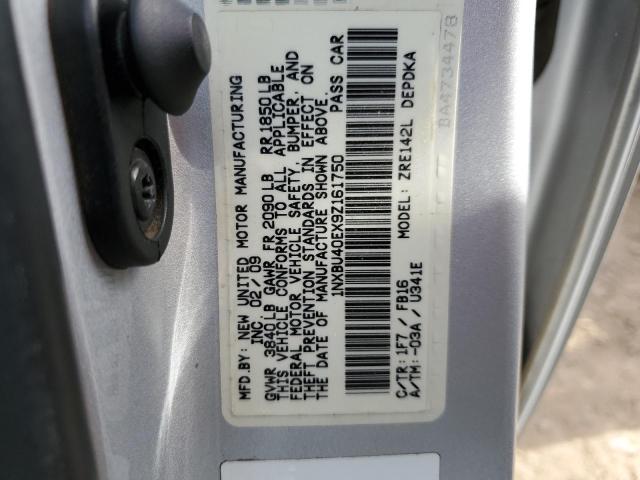 MFD.BY: NEW UNITED MOTOR MANUFACTURING
INC 02/09
GVWR 3840LB GAWR FR 2090LB RR1850LB
THIS VEHICLE CONFORMS TO ALL APPLICABLE
FEDERAL MOTOR VEHICLE SAFETY, BUMPER, AND
THEFT PREVENTION STANDARDS IN EFFECT ON
THE DATE OF MANUFACTURE SHOWN ABOVE.
1NXBU40EX9Z161750 PASS CAR
MODEL: ZRE142L DEPDKA
C/TR: 1F7 / FB16
A/TM: -03A / U341E
BA4734478